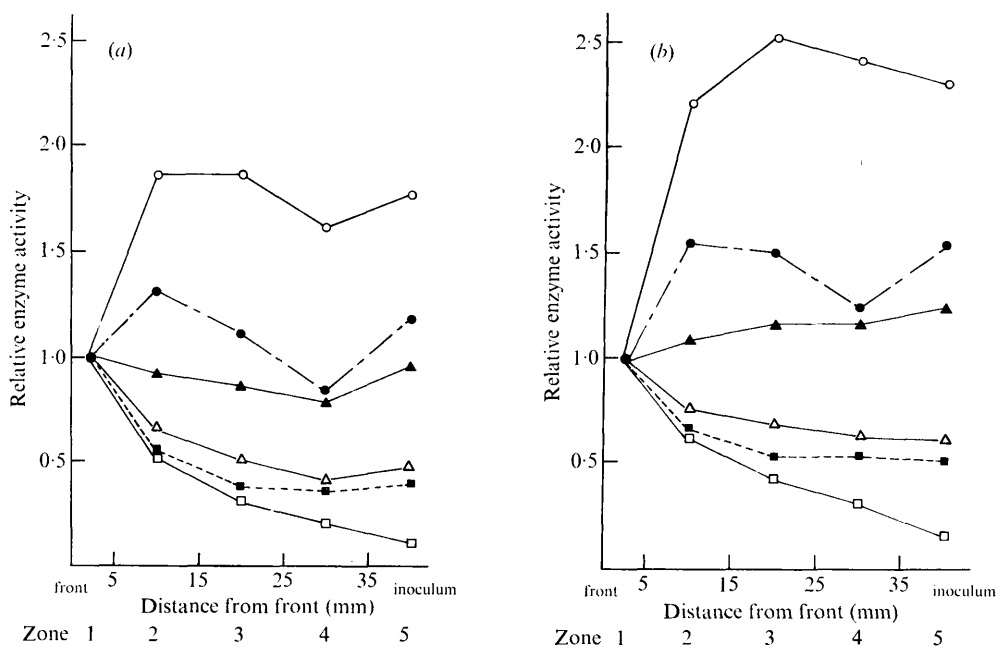 (a)
2·5
2·0
1·5
1·0
0·5
Relative enzyme activity
front 5 15 25 35 inoculum
Distance from front (mm)
Zone 1 2 3 4 5
(b)
2·5
2·0
1·5
1·0
0·5
Relative enzyme activity
front 5 15 25 35 inoculum
Distance from front (mm)
Zone 1 2 3 4 5